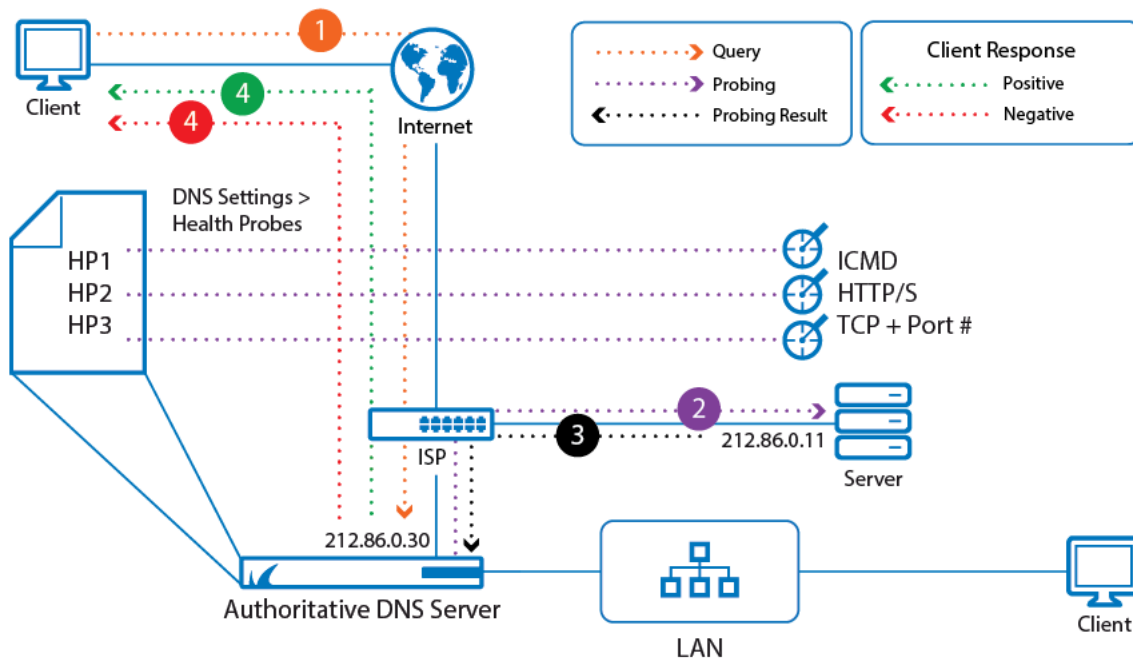 1
Client
4
4
Internet
Query
Probing
Probing Result
Client Response
Positive
Negative
DNS Settings >
Health Probes
HP1
HP2
HP3
ICMD
HTTP/S
TCP + Port #
2
3
ISP
212.86.0.11
Server
212.86.0.30
Authoritative DNS Server
LAN
Client